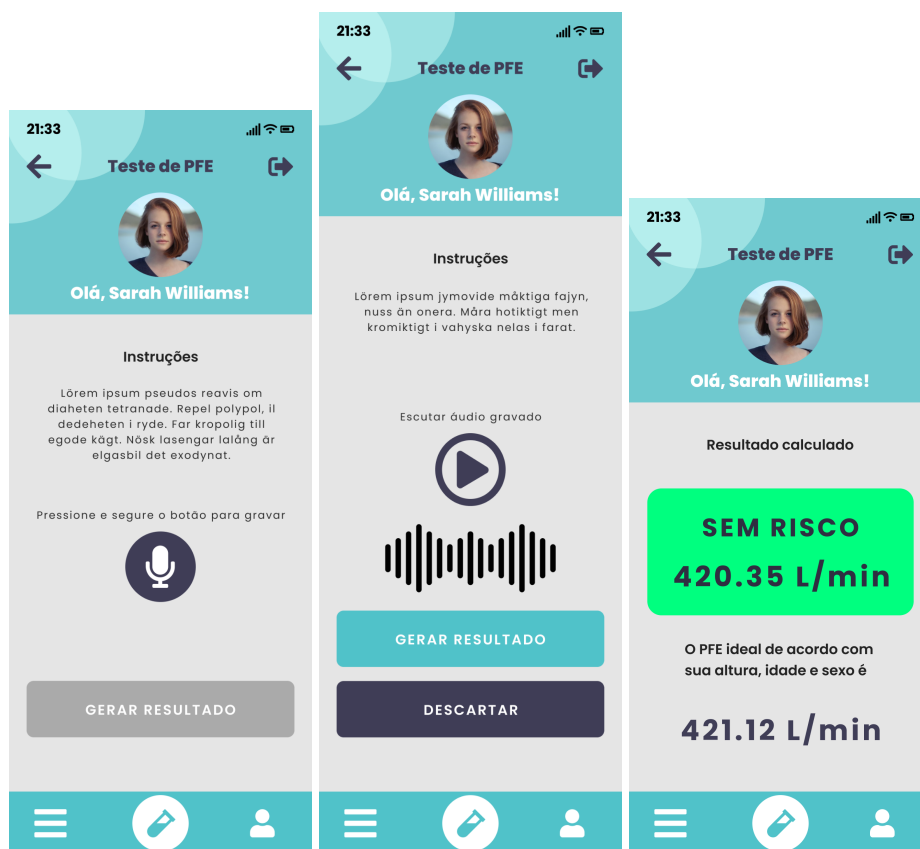 21:33
Teste de PFE
Olá, Sarah Williams!
Instruções
Lörem ipsum pseudos reavis om
diaheten tetranade. Repel polypol, il
dedeheten i ryde. Far kropolig till
egode kägt. Nösk lasengar lalång är
elgasbil det exodynat.
Pressione e segure o botão para gravar
GERAR RESULTADO
21:33
Teste de PFE
Olá, Sarah Williams!
Instruções
Lörem ipsum jymovide måktiga fajyn,
nuss än onera. Måra hotiktigt men
kromiktigt i vahyska nelas i farat.
Escutar áudio gravado
GERAR RESULTADO
DESCARTAR
21:33
Teste de PFE
Olá, Sarah Williams!
Resultado calculado
SEM RISCO
420.35 L/min
O PFE ideal de acordo com
sua altura, idade e sexo é
421.12 L/min